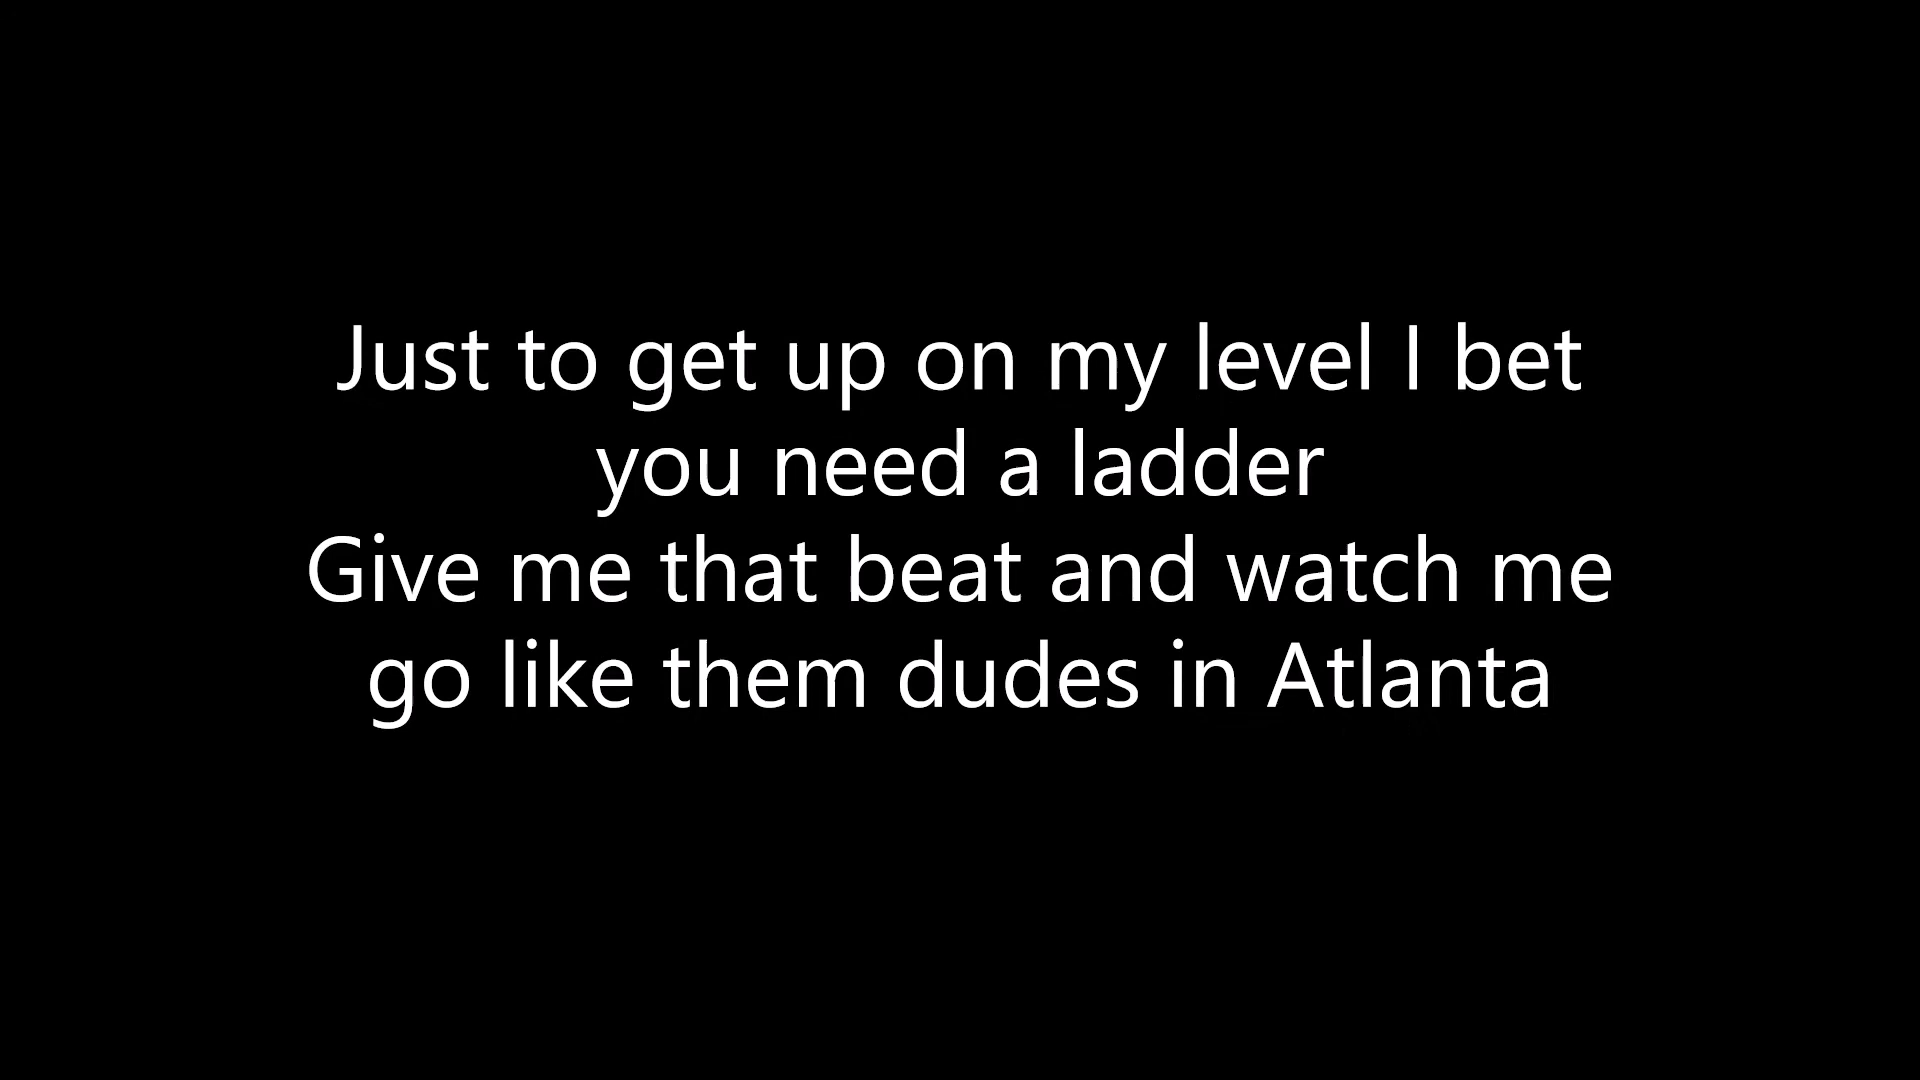 Just to get up on my level I bet
you need a ladder
Give me that beat and watch me
go like them dudes in Atlanta